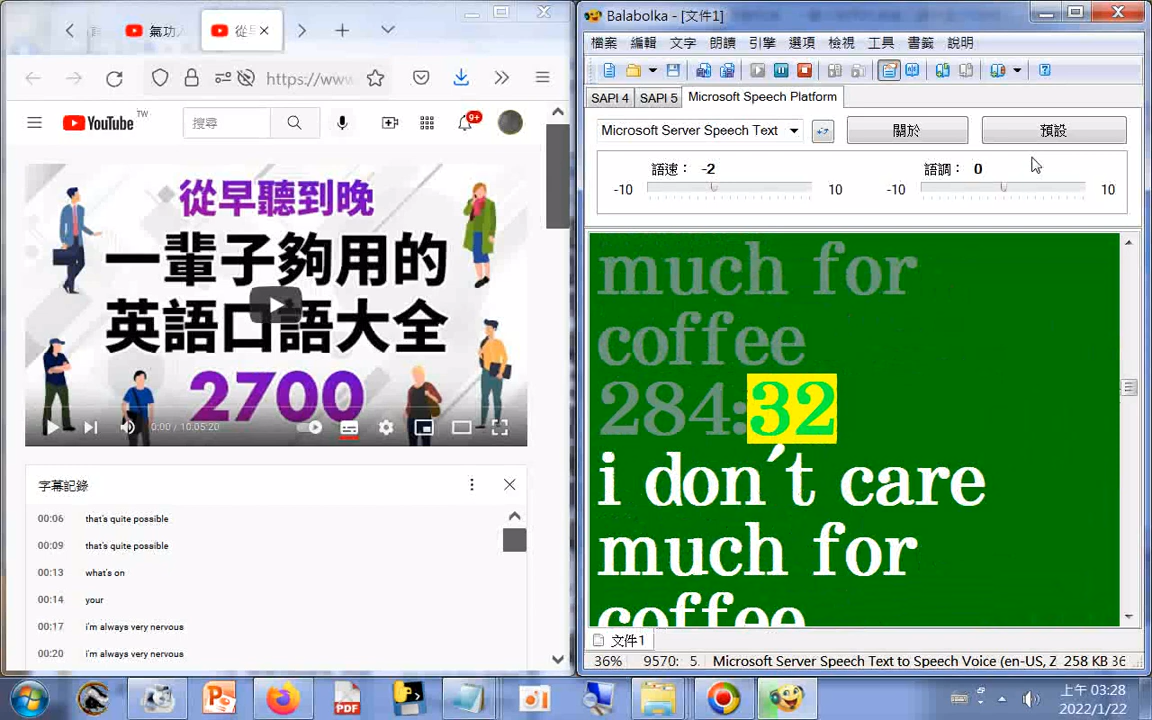 氣功
從早
https://www
YouTube TW
搜尋
9+
從早聽到晚
一輩子夠用的
英語口語大全
2700
0:00 / 10:05:20
字幕記錄
00:06 that's quite possible
00:09 that's quite possible
00:13 what's on
00:14 your
00:17 i'm always very nervous
00:20 i'm always very nervous
Balabolka - [文件1]
檔案 編輯 文字 朗讀 引擎 選項 檢視 工具 書籤 說明
SAPI 4 SAPI 5 Microsoft Speech Platform
Microsoft Server Speech Text 關於 預設
語速： -2 語調： 0
-10 10 -10 10
much for
coffee
284:32
i don't care
much for
coffee
文件1
36% 9570: 5. Microsoft Server Speech Text to Speech Voice (en-US, Z 258 KB 36
PDF
上午 03:28
2022/1/22